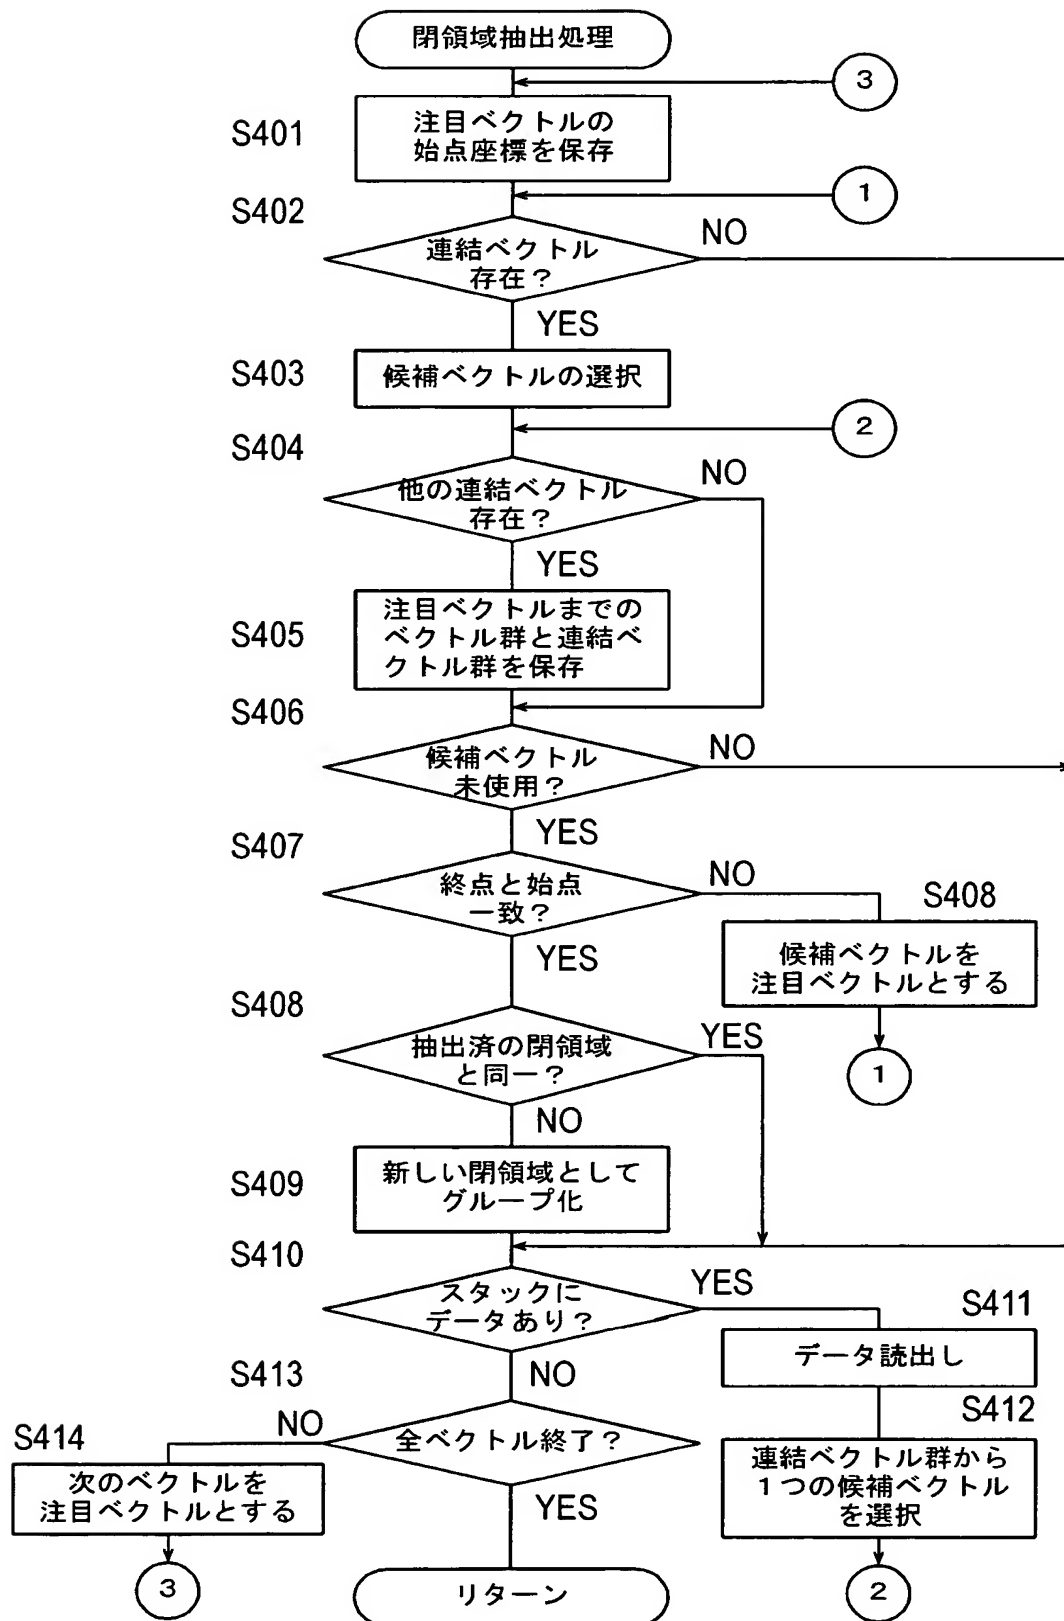 閉領域抽出処理
3
S401
注目ベクトルの
始点座標を保存
1
S402
NO
連結ベクトル
存在？
YES
S403
候補ベクトルの選択
2
S404
NO
他の連結ベクトル
存在？
YES
S405
注目ベクトルまでの
ベクトル群と連結ベ
クトル群を保存
S406
NO
候補ベクトル
未使用？
YES
S407
NO
終点と始点
一致？
S408
候補ベクトルを
注目ベクトルとする
1
YES
S408
YES
抽出済の閉領域
と同一？
NO
S409
新しい閉領域として
グループ化
S410
YES
スタックに
データあり？
S411
データ読出し
S413
NO
S412
NO
全ベクトル終了？
連結ベクトル群から
１つの候補ベクトル
を選択
S414
次のベクトルを
注目ベクトルとする
YES
3
リターン
2